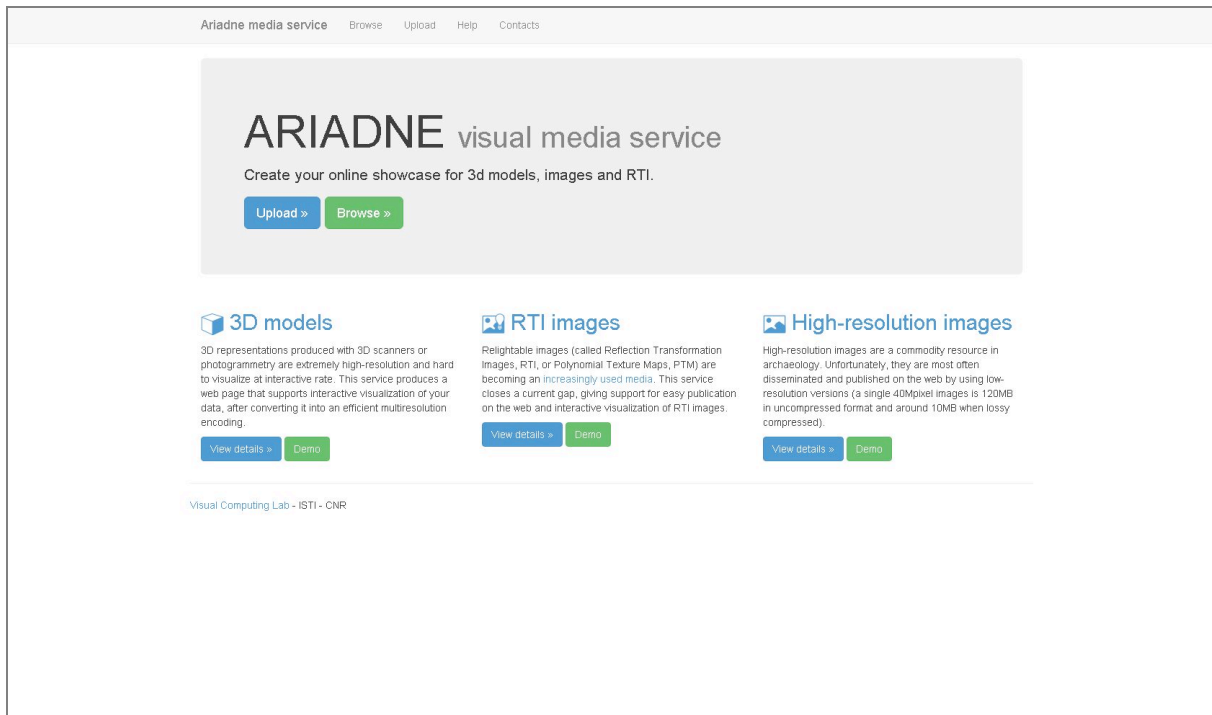 Ariadne media service Browse Upload Help Contacts
ARIADNE visual media service
Create your online showcase for 3d models, images and RTI.
Upload » Browse »
3D models
3D representations produced with 3D scanners or
photogrammetry are extremely high-resolution and hard
to visualize at interactive rate. This service produces a
web page that supports interactive visualization of your
data, after converting it into an efficient multiresolution
encoding.
View details » Demo
RTI images
Relightable images (called Reflection Transformation
Images, RTI, or Polynomial Texture Maps, PTM) are
becoming an increasingly used media. This service
closes a current gap, giving support for easy publication
on the web and interactive visualization of RTI images.
View details » Demo
High-resolution images
High-resolution images are a commodity resource in
archaeology. Unfortunately, they are most often
disseminated and published on the web by using low-
resolution versions (a single 40Mpixel images is 120MB
in uncompressed format and around 10MB when lossy
compressed).
View details » Demo
Visual Computing Lab - ISTI - CNR